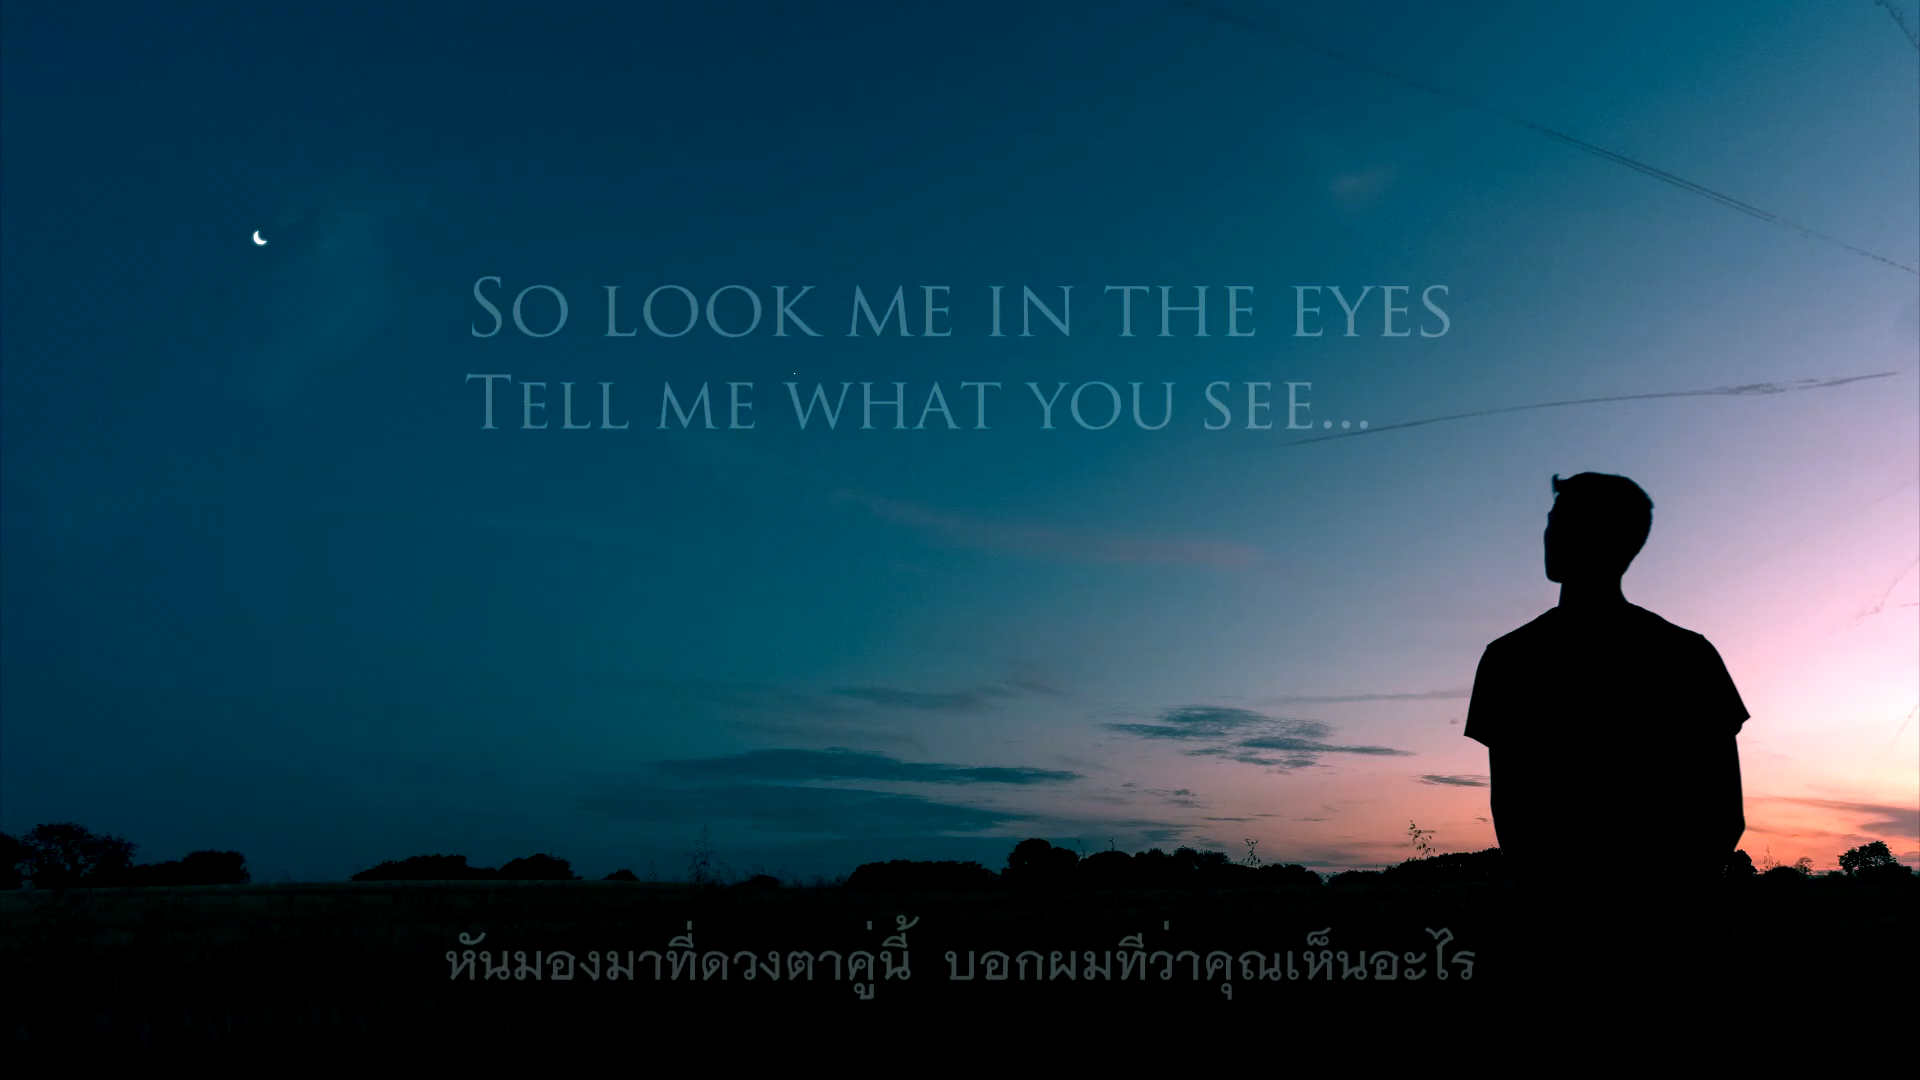 So look me in the eyes
Tell me what you see...
หันมองมาที่ดวงตาคู่นี้ บอกผมทีว่าคุณเห็นอะไร